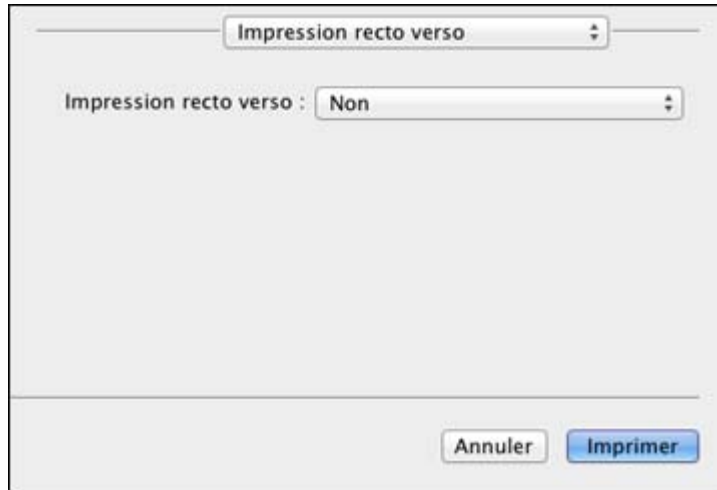 Impression recto verso
Impression recto verso : Non
Annuler Imprimer